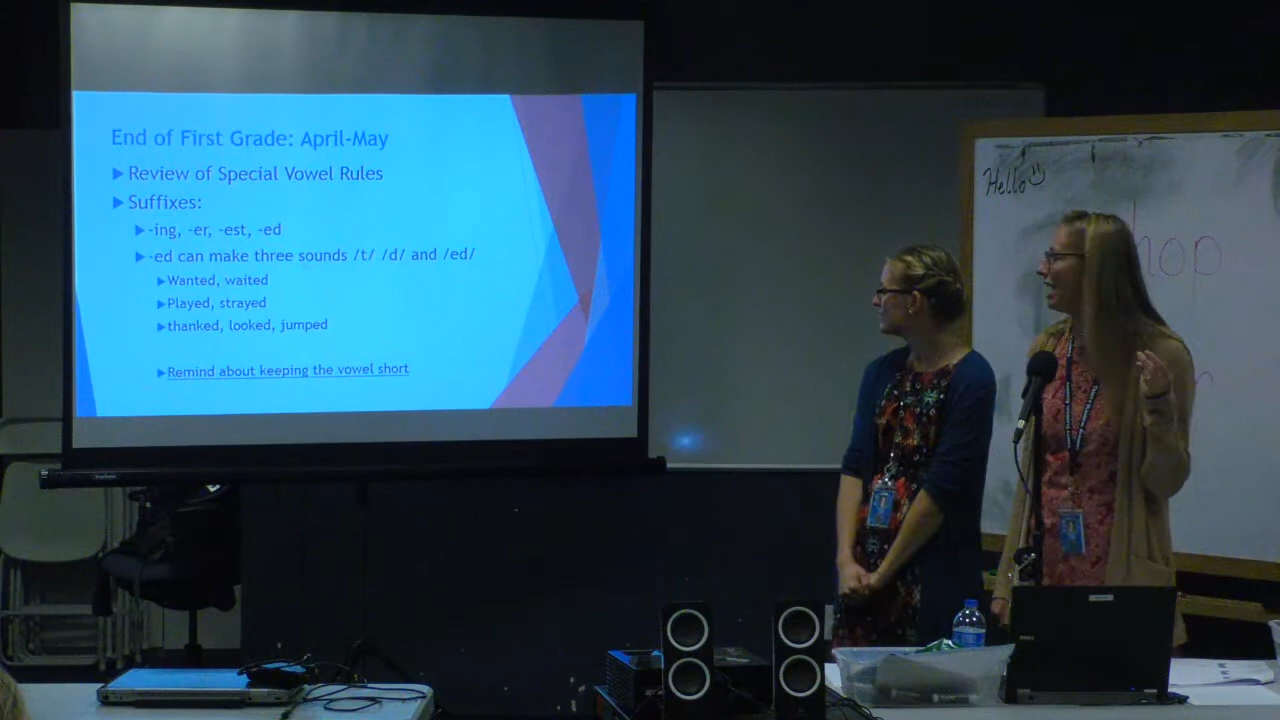 End of First Grade: April-May
Review of Special Vowel Rules
Suffixes:
-ing, -er, -est, -ed
-ed can make three sounds /t/ /d/ and /ed/
Wanted, waited
Played, strayed
thanked, looked, jumped
Remind about keeping the vowel short
Hello
hop